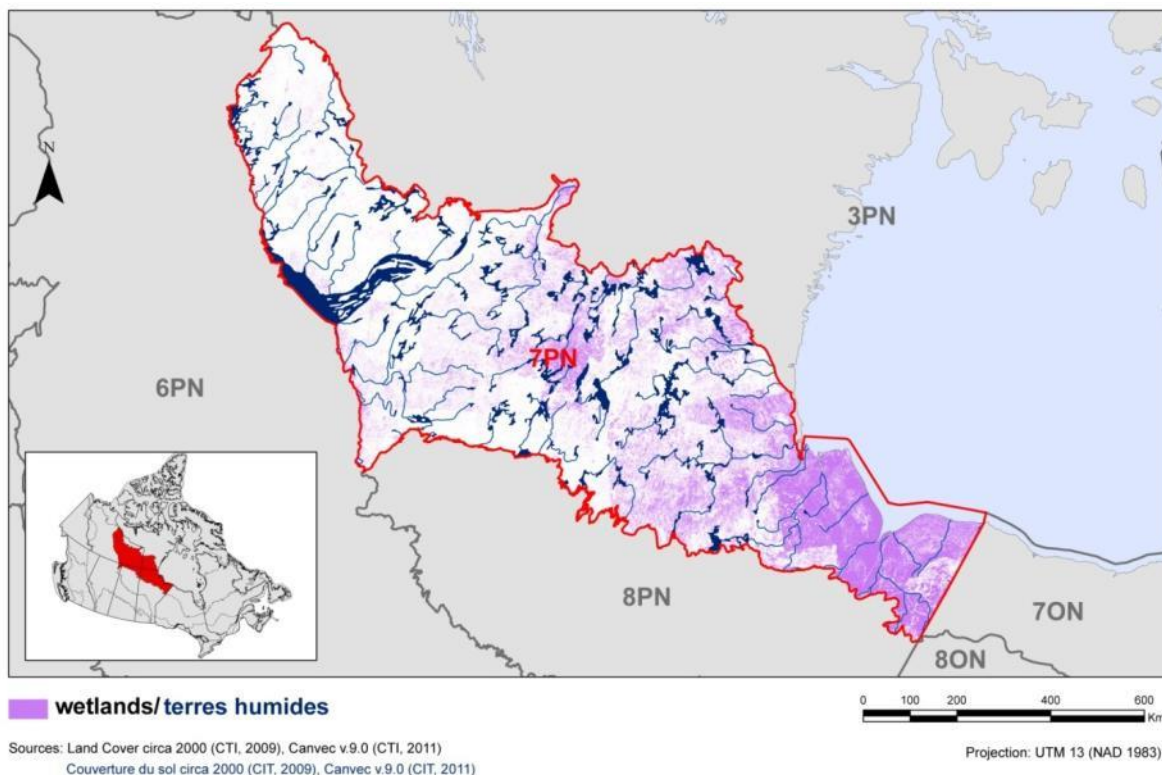 N
3PN
7PN
6PN
8PN
7ON
8ON
wetlands/ terres humides
0 100 200 400 600
Km
Sources: Land Cover circa 2000 (CTI, 2009), Canvec v.9.0 (CTI, 2011)
Couverture du sol circa 2000 (CIT, 2009), Canvec v.9.0 (CIT, 2011)
Projection: UTM 13 (NAD 1983)